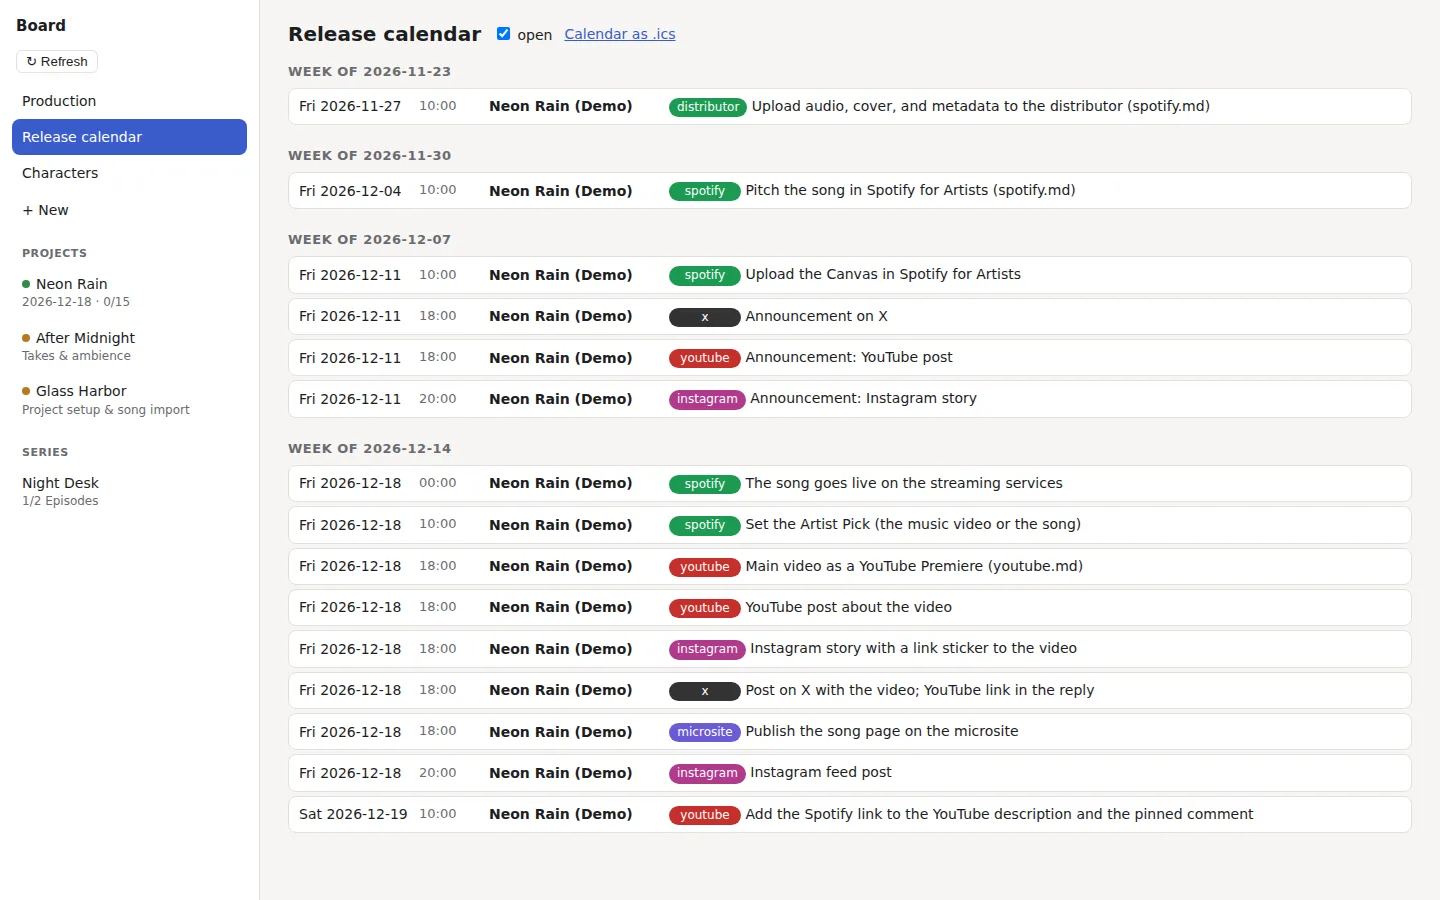 Board
↻ Refresh
Production
Release calendar
Characters
+ New
PROJECTS
Neon Rain
2026-12-18 · 0/15
After Midnight
Takes & ambience
Glass Harbor
Project setup & song import
SERIES
Night Desk
1/2 Episodes
Release calendar open Calendar as .ics
WEEK OF 2026-11-23
Fri 2026-11-27 10:00 Neon Rain (Demo) distributor Upload audio, cover, and metadata to the distributor (spotify.md)
WEEK OF 2026-11-30
Fri 2026-12-04 10:00 Neon Rain (Demo) spotify Pitch the song in Spotify for Artists (spotify.md)
WEEK OF 2026-12-07
Fri 2026-12-11 10:00 Neon Rain (Demo) spotify Upload the Canvas in Spotify for Artists
Fri 2026-12-11 18:00 Neon Rain (Demo) x Announcement on X
Fri 2026-12-11 18:00 Neon Rain (Demo) youtube Announcement: YouTube post
Fri 2026-12-11 20:00 Neon Rain (Demo) instagram Announcement: Instagram story
WEEK OF 2026-12-14
Fri 2026-12-18 00:00 Neon Rain (Demo) spotify The song goes live on the streaming services
Fri 2026-12-18 10:00 Neon Rain (Demo) spotify Set the Artist Pick (the music video or the song)
Fri 2026-12-18 18:00 Neon Rain (Demo) youtube Main video as a YouTube Premiere (youtube.md)
Fri 2026-12-18 18:00 Neon Rain (Demo) youtube YouTube post about the video
Fri 2026-12-18 18:00 Neon Rain (Demo) instagram Instagram story with a link sticker to the video
Fri 2026-12-18 18:00 Neon Rain (Demo) x Post on X with the video; YouTube link in the reply
Fri 2026-12-18 18:00 Neon Rain (Demo) microsite Publish the song page on the microsite
Fri 2026-12-18 20:00 Neon Rain (Demo) instagram Instagram feed post
Sat 2026-12-19 10:00 Neon Rain (Demo) youtube Add the Spotify link to the YouTube description and the pinned comment